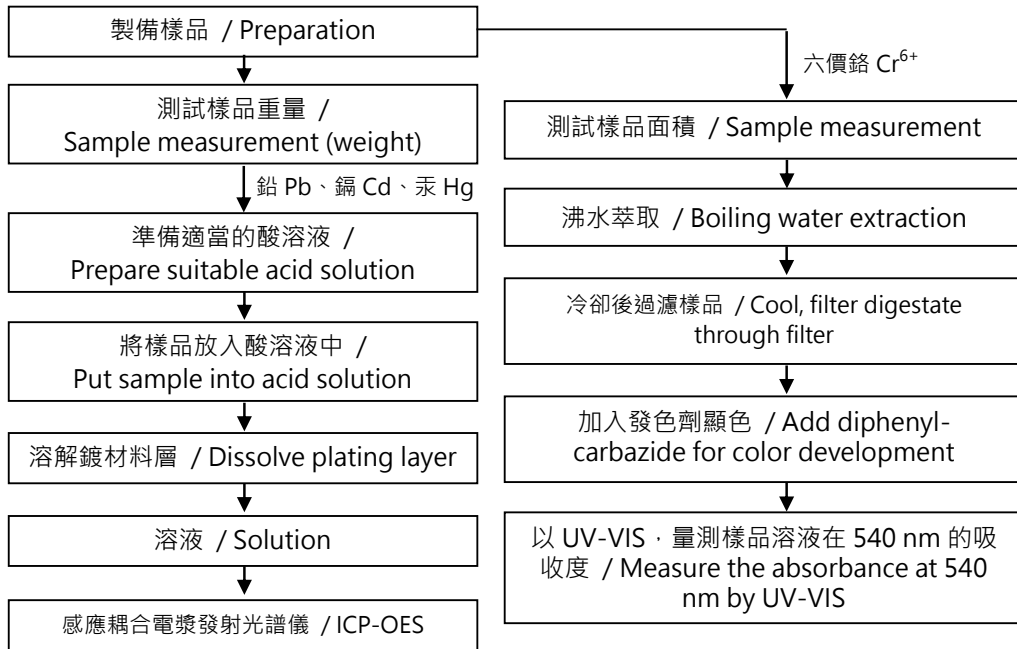 製備樣品 / Preparation
測試樣品重量 /
Sample measurement (weight)
鉛 Pb、鎘 Cd、汞 Hg
準備適當的酸溶液 /
Prepare suitable acid solution
將樣品放入酸溶液中 /
Put sample into acid solution
溶解鍍材料層 / Dissolve plating layer
溶液 / Solution
感應耦合電漿發射光譜儀 / ICP-OES
六價鉻 Cr⁶⁺
測試樣品面積 / Sample measurement
沸水萃取 / Boiling water extraction
冷卻後過濾樣品 / Cool, filter digestate
through filter
加入發色劑顯色 / Add diphenyl-
carbazide for color development
以 UV-VIS，量測樣品溶液在 540 nm 的吸
收度 / Measure the absorbance at 540
nm by UV-VIS